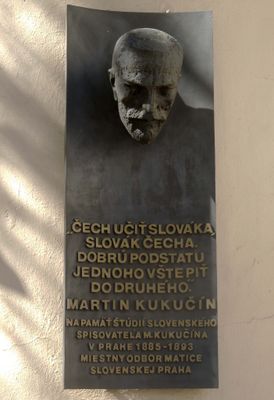 „ČECH UČIŤ SLOVÁKA,
SLOVÁK ČECHA.
DOBRÚ PODSTATU
JEDNOHO VŠTEPIŤ
DO DRUHÉHO.“
MARTIN KUKUČÍN
NA PAMÄŤ ŠTÚDIÍ SLOVENSKÉHO
SPISOVATEĽA M. KUKUČÍNA
V PRAHE 1885-1893
MIESTNY ODBOR MATICE
SLOVENSKEJ PRAHA